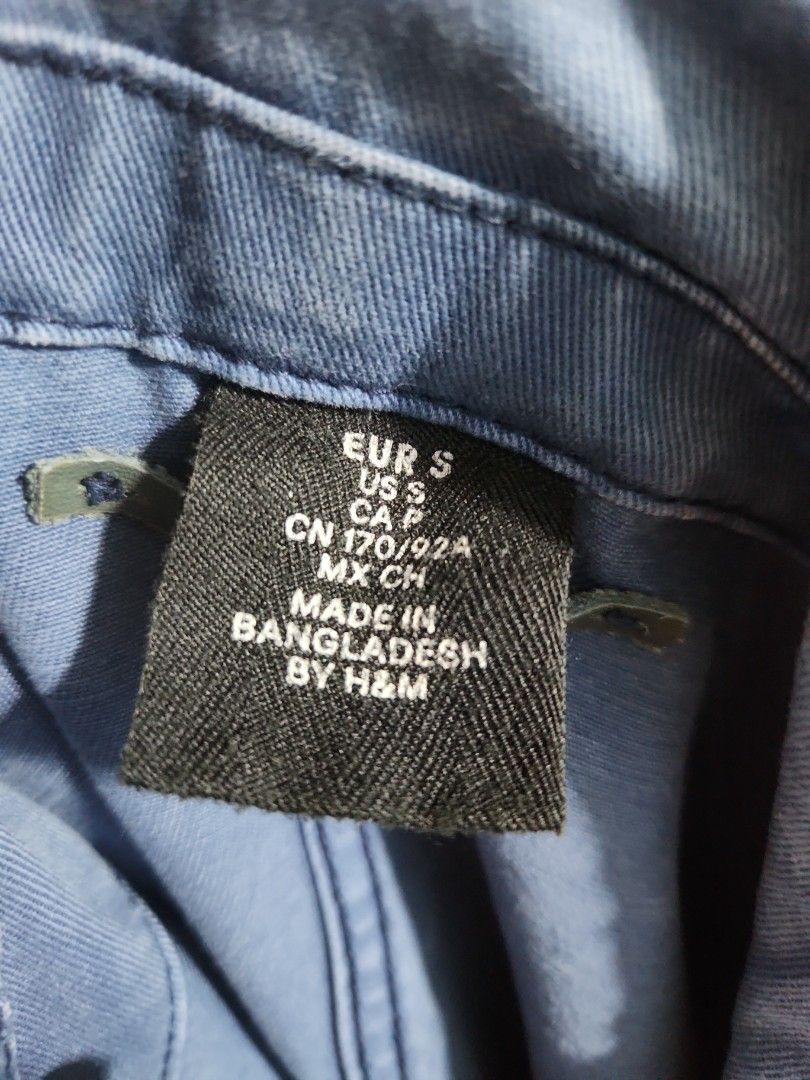 EUR S
US S
CA P
CN 170/92A
MX CH
MADE IN
BANGLADESH
BY H&M